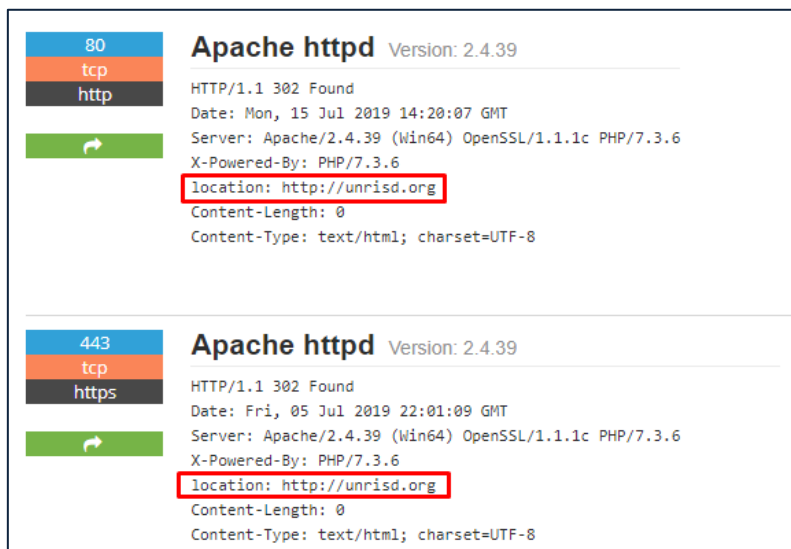 80
tcp
http
Apache httpd Version: 2.4.39
HTTP/1.1 302 Found
Date: Mon, 15 Jul 2019 14:20:07 GMT
Server: Apache/2.4.39 (Win64) OpenSSL/1.1.1c PHP/7.3.6
X-Powered-By: PHP/7.3.6
location: http://unrisd.org
Content-Length: 0
Content-Type: text/html; charset=UTF-8
443
tcp
https
Apache httpd Version: 2.4.39
HTTP/1.1 302 Found
Date: Fri, 05 Jul 2019 22:01:09 GMT
Server: Apache/2.4.39 (Win64) OpenSSL/1.1.1c PHP/7.3.6
X-Powered-By: PHP/7.3.6
location: http://unrisd.org
Content-Length: 0
Content-Type: text/html; charset=UTF-8